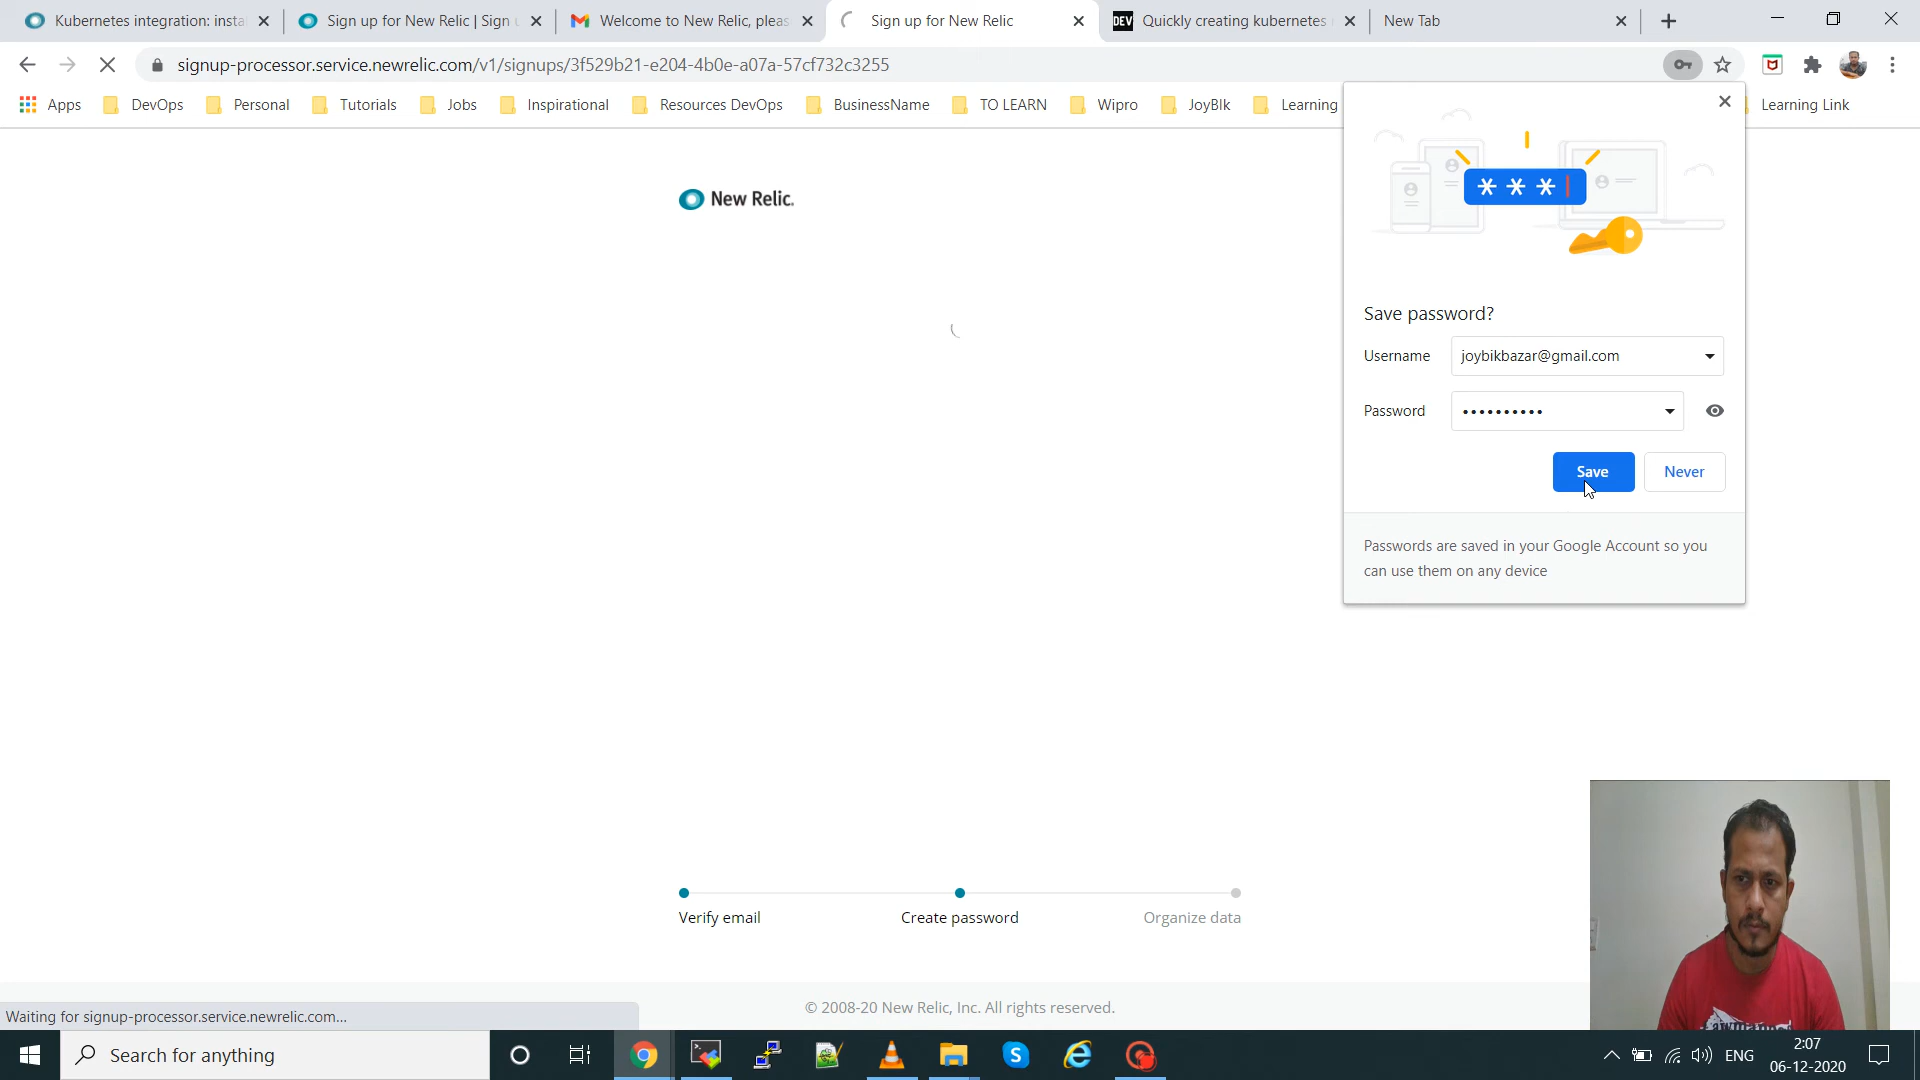 Kubernetes integration: insta
Sign up for New Relic | Sign u
Welcome to New Relic, pleas
Sign up for New Relic
DEV
Quickly creating kubernetes
New Tab
signup-processor.service.newrelic.com/v1/signups/3f529b21-e204-4b0e-a07a-57cf732c3255
Apps
DevOps
Personal
Tutorials
Jobs
Inspirational
Resources DevOps
BusinessName
TO LEARN
Wipro
JoyBlk
Learning
Learning Link
New Relic.
***
Save password?
Username
joybikbazar@gmail.com
Password
••••••••••
Save
Never
Passwords are saved in your Google Account so you
can use them on any device
Verify email
Create password
Organize data
© 2008-20 New Relic, Inc. All rights reserved.
Waiting for signup-processor.service.newrelic.com...
Search for anything
ENG
2:07
06-12-2020